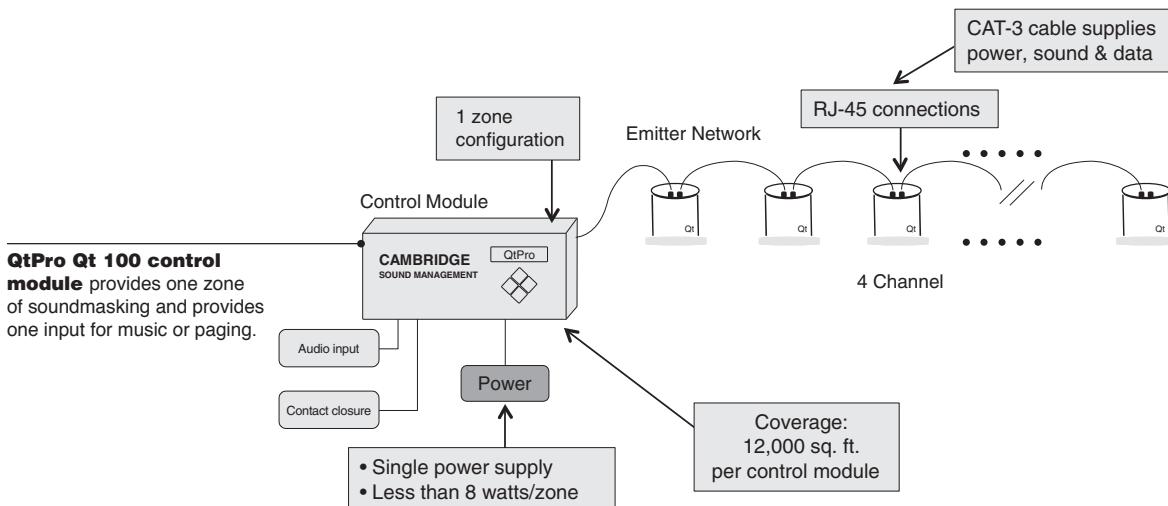 CAT-3 cable supplies
power, sound & data
RJ-45 connections
1 zone
configuration
Emitter Network
Control Module
CAMBRIDGE
SOUND MANAGEMENT
QtPro
Qt
Qt
Qt
Qt
4 Channel
QtPro Qt 100 control
module provides one zone
of soundmasking and provides
one input for music or paging.
Audio input
Contact closure
Power
• Single power supply
• Less than 8 watts/zone
Coverage:
12,000 sq. ft.
per control module